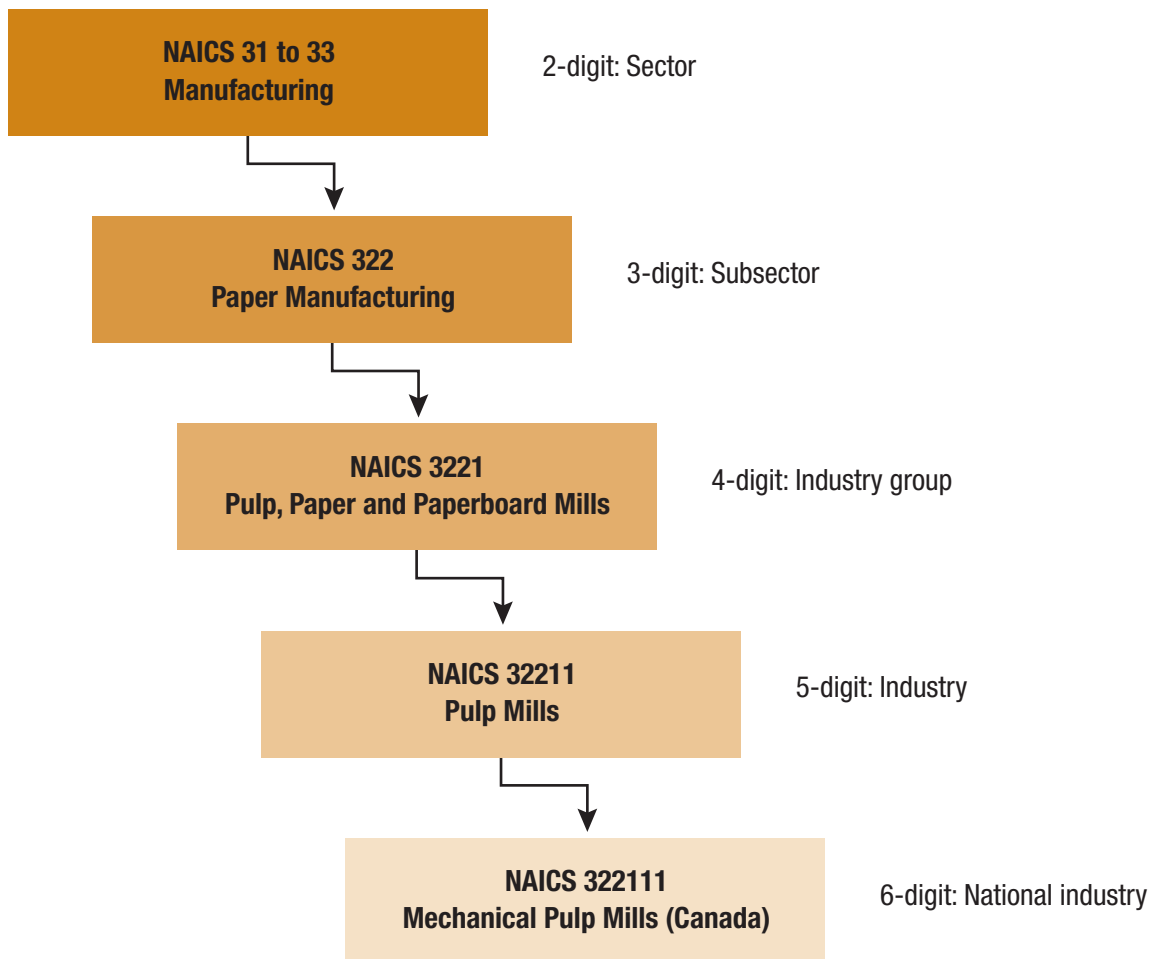 NAICS 31 to 33
Manufacturing
2-digit: Sector
NAICS 322
Paper Manufacturing
3-digit: Subsector
NAICS 3221
Pulp, Paper and Paperboard Mills
4-digit: Industry group
NAICS 32211
Pulp Mills
5-digit: Industry
NAICS 322111
Mechanical Pulp Mills (Canada)
6-digit: National industry